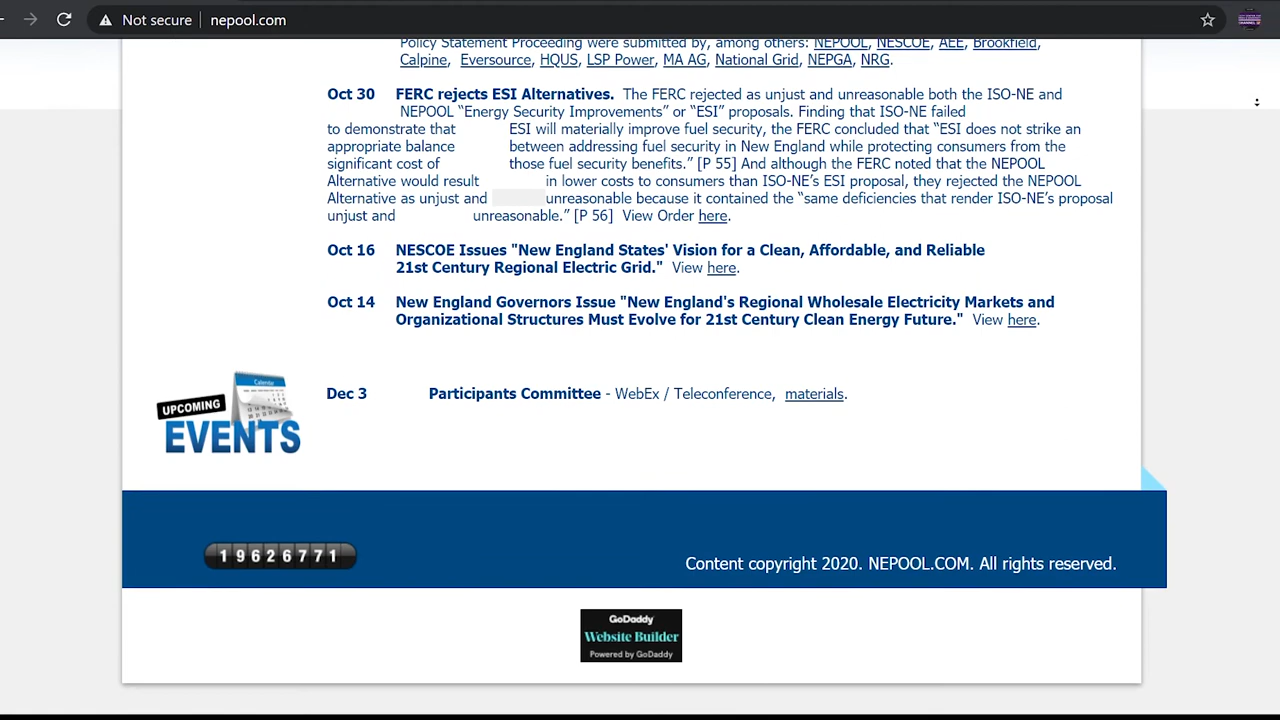 Not secure
nepool.com
Policy Statement Proceeding were submitted by, among others: NEPOOL, NESCOE, AEE, Brookfield,
Calpine, Eversource, HQUS, LSP Power, MA AG, National Grid, NEPGA, NRG.
Oct 30 FERC rejects ESI Alternatives. The FERC rejected as unjust and unreasonable both the ISO-NE and
NEPOOL “Energy Security Improvements” or “ESI” proposals. Finding that ISO-NE failed
to demonstrate that ESI will materially improve fuel security, the FERC concluded that “ESI does not strike an
appropriate balance between addressing fuel security in New England while protecting consumers from the
significant cost of those fuel security benefits.” [P 55] And although the FERC noted that the NEPOOL
Alternative would result in lower costs to consumers than ISO-NE’s ESI proposal, they rejected the NEPOOL
Alternative as unjust and unreasonable because it contained the “same deficiencies that render ISO-NE’s proposal
unjust and unreasonable.” [P 56] View Order here.
Oct 16 NESCOE Issues "New England States' Vision for a Clean, Affordable, and Reliable
21st Century Regional Electric Grid." View here.
Oct 14 New England Governors Issue "New England's Regional Wholesale Electricity Markets and
Organizational Structures Must Evolve for 21st Century Clean Energy Future." View here.
Calendar
UPCOMING
EVENTS
Dec 3 Participants Committee - WebEx / Teleconference, materials.
19626771
Content copyright 2020. NEPOOL.COM. All rights reserved.
GoDaddy
Website Builder
Powered by GoDaddy